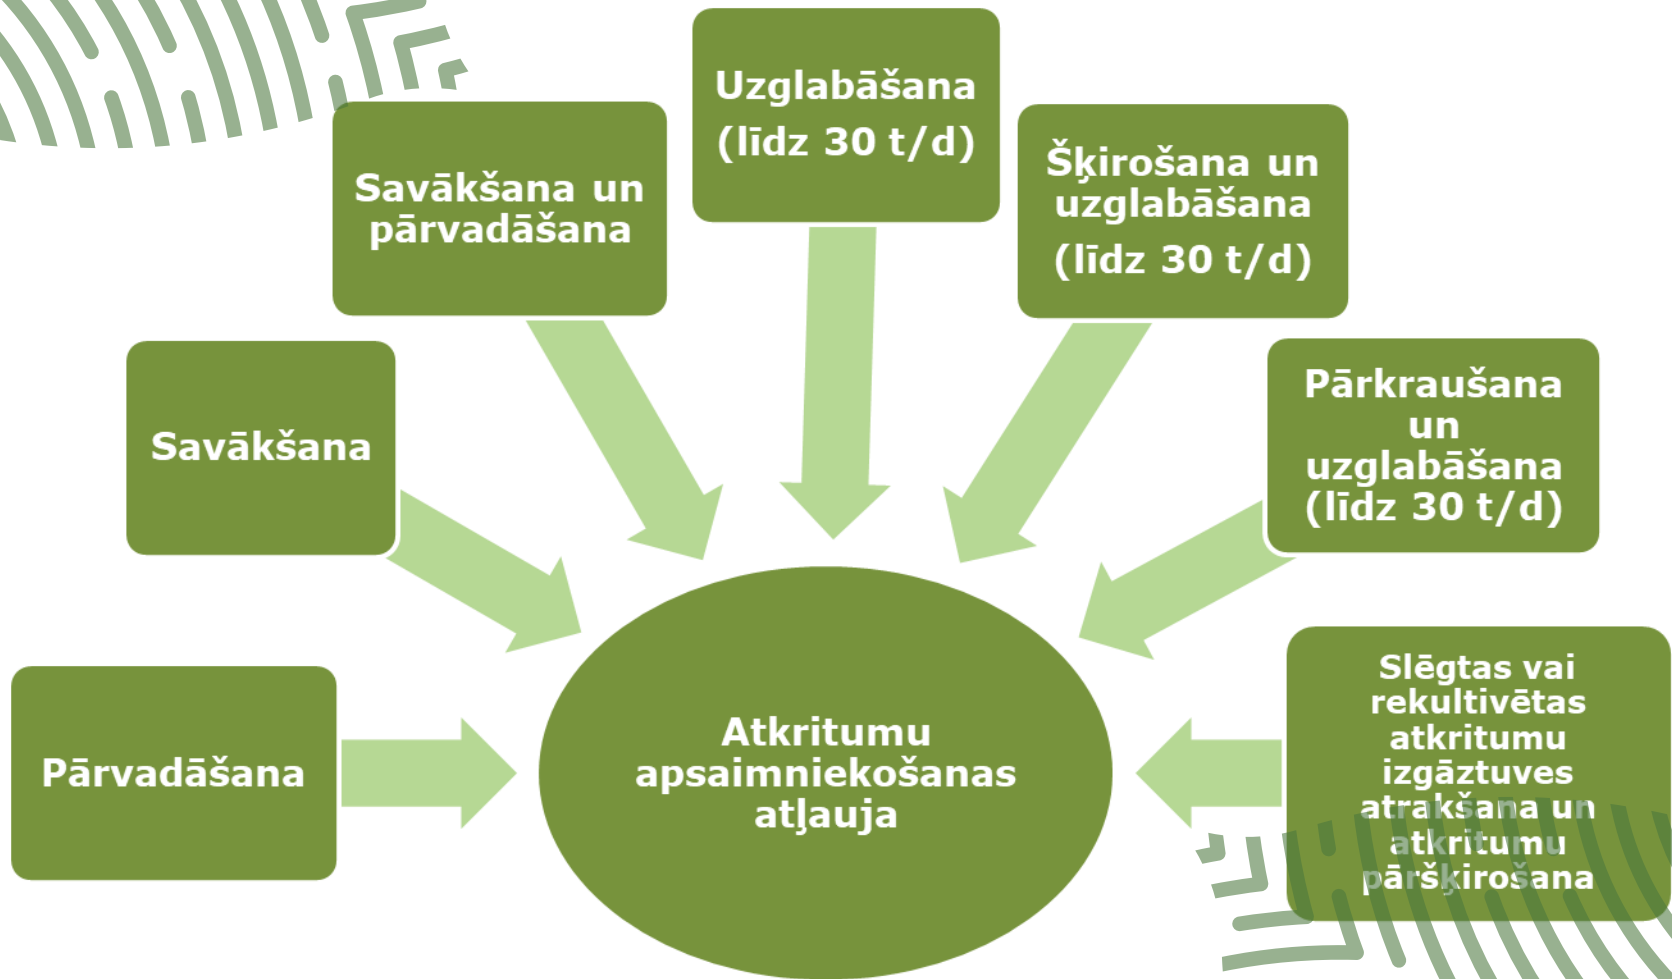 Uzglabāšana
(līdz 30 t/d)
Savākšana un
pārvadāšana
Šķirošana un
uzglabāšana
(līdz 30 t/d)
Savākšana
Pārkraušana
un
uzglabāšana
(līdz 30 t/d)
Pārvadāšana
Atkritumu
apsaimniekošanas
atļauja
Slēgtas vai
rekultivētas
atkritumu
izgāztuves
atrakšana un
atkritumu
pāršķirošana